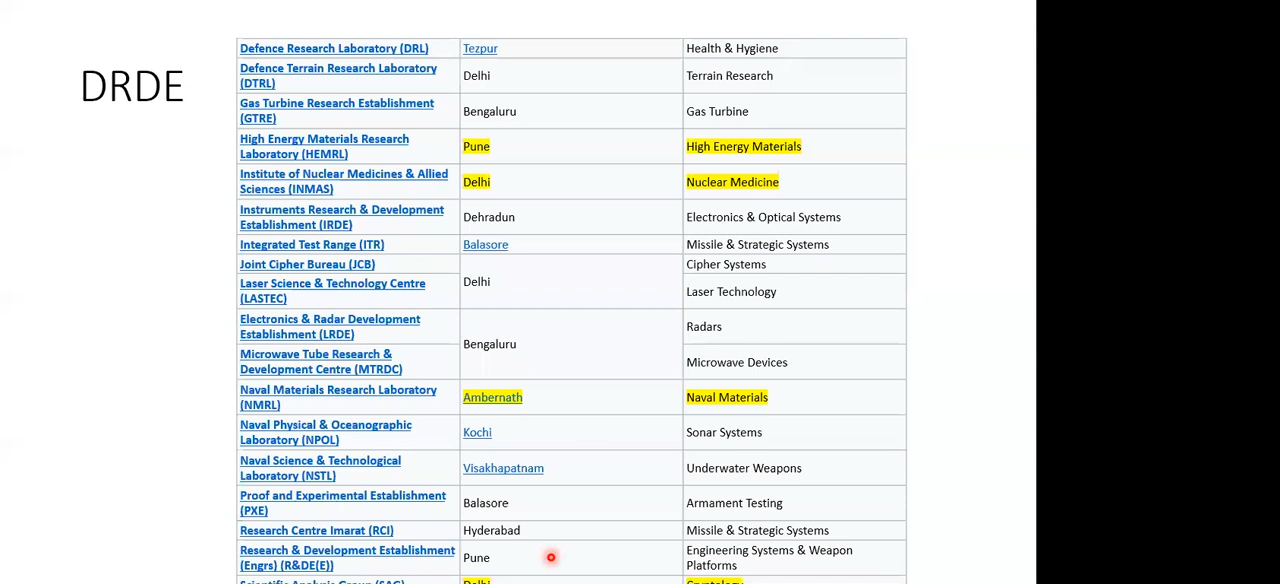 DRDE
Defence Research Laboratory (DRL) Tezpur Health & Hygiene
Defence Terrain Research Laboratory
(DTRL) Delhi Terrain Research
Gas Turbine Research Establishment
(GTRE) Bengaluru Gas Turbine
High Energy Materials Research
Laboratory (HEMRL) Pune High Energy Materials
Institute of Nuclear Medicines & Allied
Sciences (INMAS) Delhi Nuclear Medicine
Instruments Research & Development
Establishment (IRDE) Dehradun Electronics & Optical Systems
Integrated Test Range (ITR) Balasore Missile & Strategic Systems
Joint Cipher Bureau (JCB) Delhi Cipher Systems
Laser Science & Technology Centre
(LASTEC) Laser Technology
Electronics & Radar Development
Establishment (LRDE) Bengaluru Radars
Microwave Tube Research &
Development Centre (MTRDC) Microwave Devices
Naval Materials Research Laboratory
(NMRL) Ambernath Naval Materials
Naval Physical & Oceanographic
Laboratory (NPOL) Kochi Sonar Systems
Naval Science & Technological
Laboratory (NSTL) Visakhapatnam Underwater Weapons
Proof and Experimental Establishment
(PXE) Balasore Armament Testing
Research Centre Imarat (RCI) Hyderabad Missile & Strategic Systems
Research & Development Establishment
(Engrs) (R&DE(E)) Pune Engineering Systems & Weapon
Platforms
Scientific Analysis Group (SAG) Delhi Cryptology